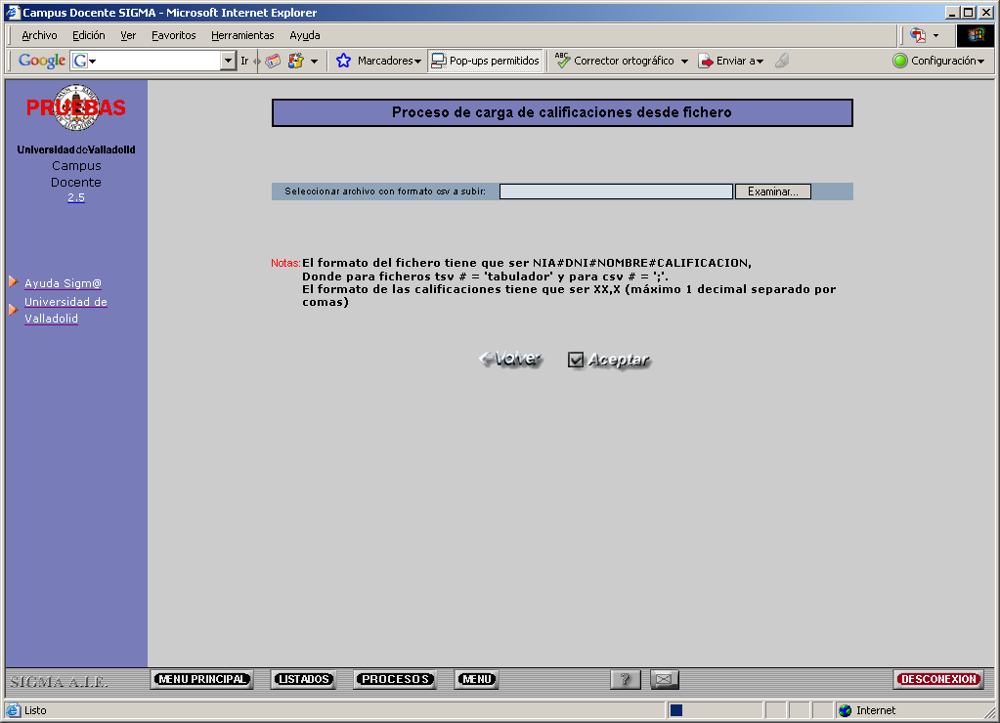 Campus Docente SIGMA - Microsoft Internet Explorer
Archivo Edición Ver Favoritos Herramientas Ayuda
Google G Ir Marcadores Pop-ups permitidos ABC Corrector ortográfico Enviar a Configuración
PRUEBAS
Universidad de Valladolid
Campus
Docente
2.5
Proceso de carga de calificaciones desde fichero
Seleccionar archivo con formato csv a subir: Examinar...
Notas: El formato del fichero tiene que ser NIA#DNI#NOMBRE#CALIFICACION,
Donde para ficheros tsv # = 'tabulador' y para csv # = ';'.
El formato de las calificaciones tiene que ser XX,X (máximo 1 decimal separado por
comas)
Ayuda Sigm@
Universidad de
Valladolid
Volver Aceptar
SIGMA A.I.E. MENU PRINCIPAL LISTADOS PROCESOS MENU ? DESCONEXION
Listo Internet